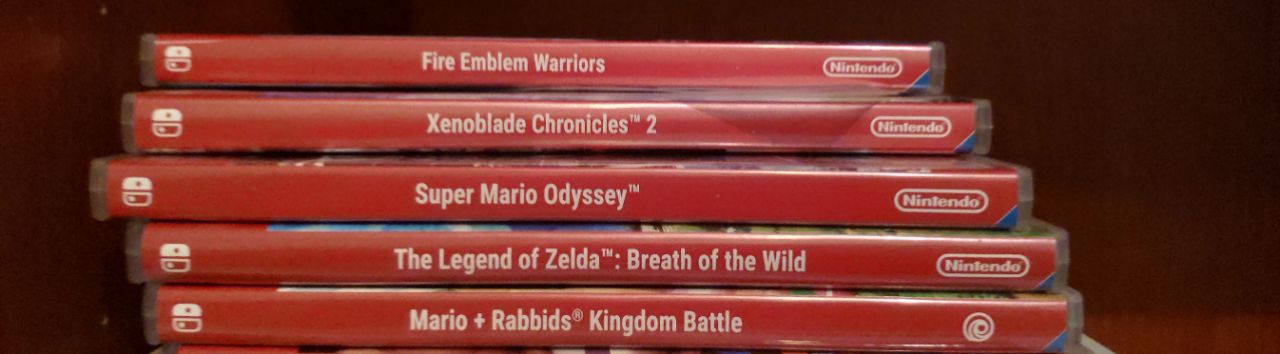 Fire Emblem Warriors Nintendo
Xenoblade Chronicles™ 2 Nintendo
Super Mario Odyssey™ Nintendo
The Legend of Zelda™: Breath of the Wild Nintendo
Mario + Rabbids® Kingdom Battle